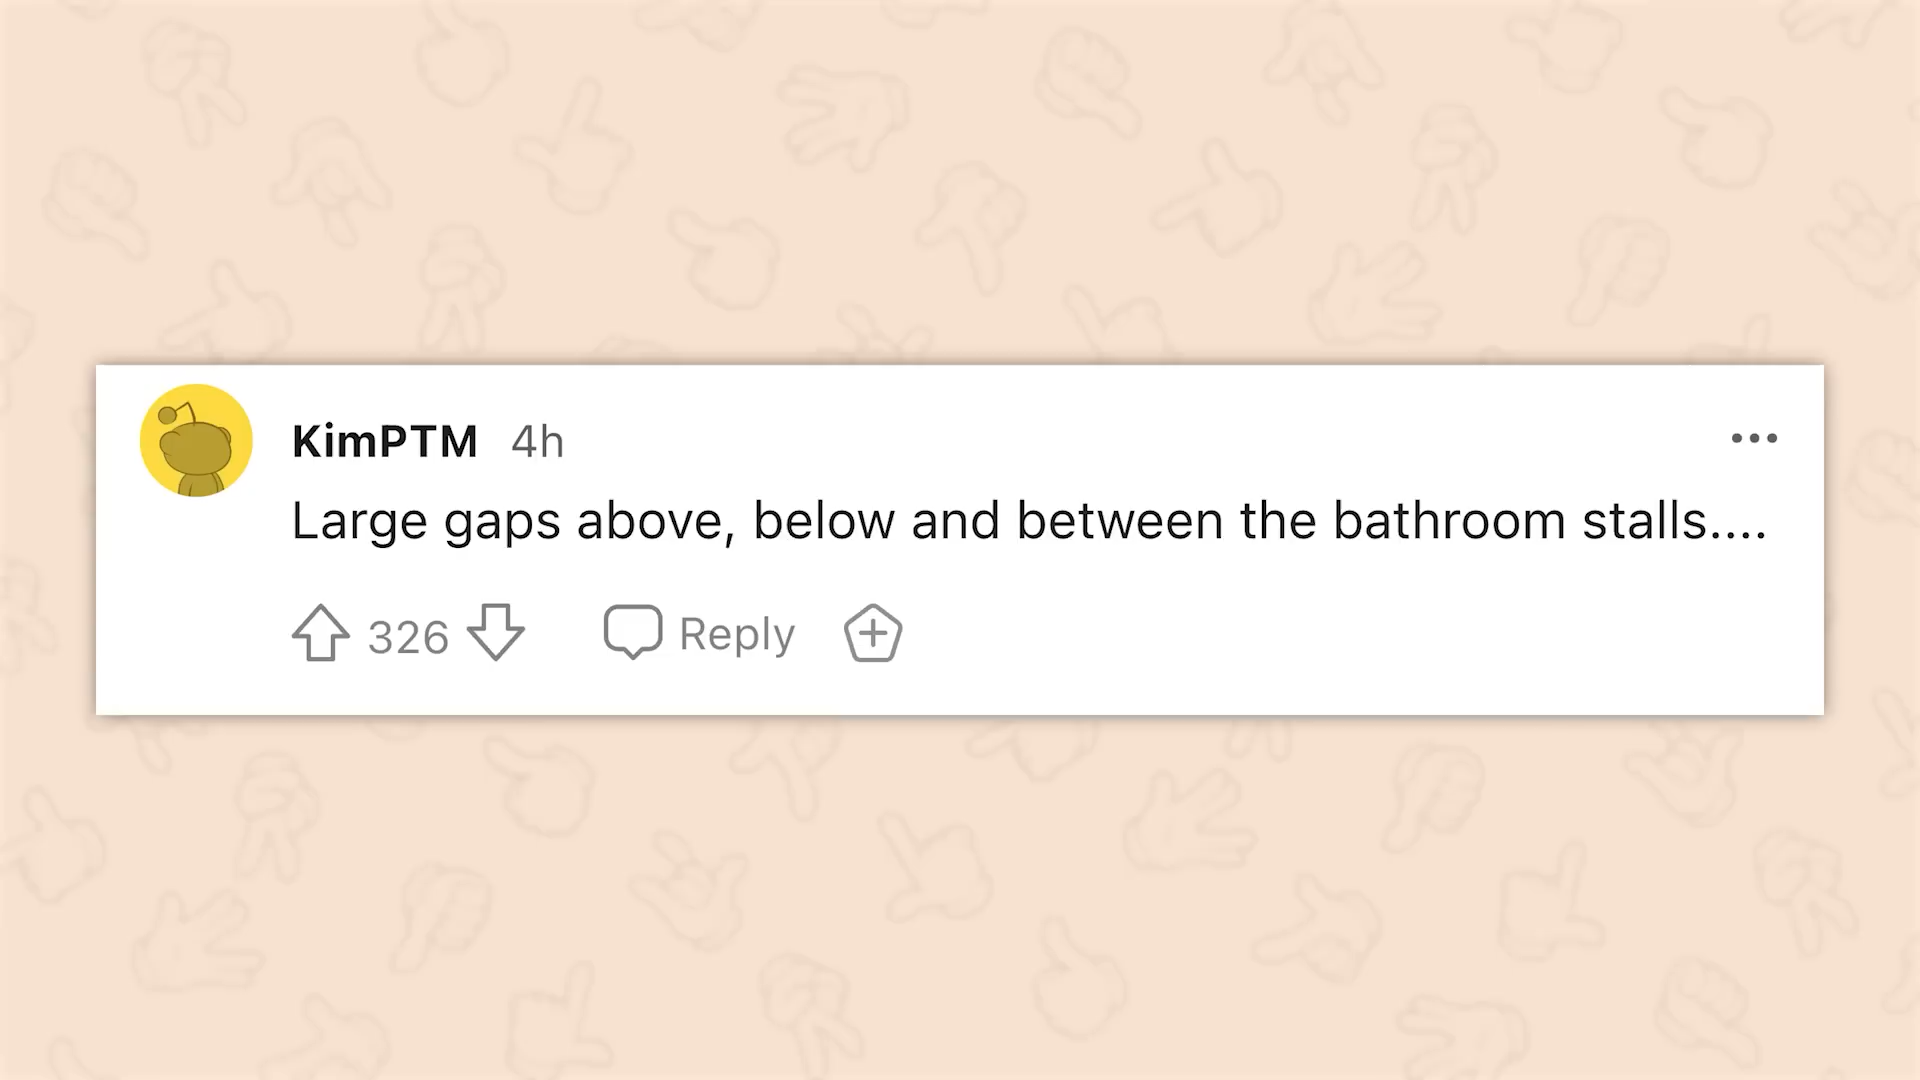 KimPTM 4h
Large gaps above, below and between the bathroom stalls....
326 Reply